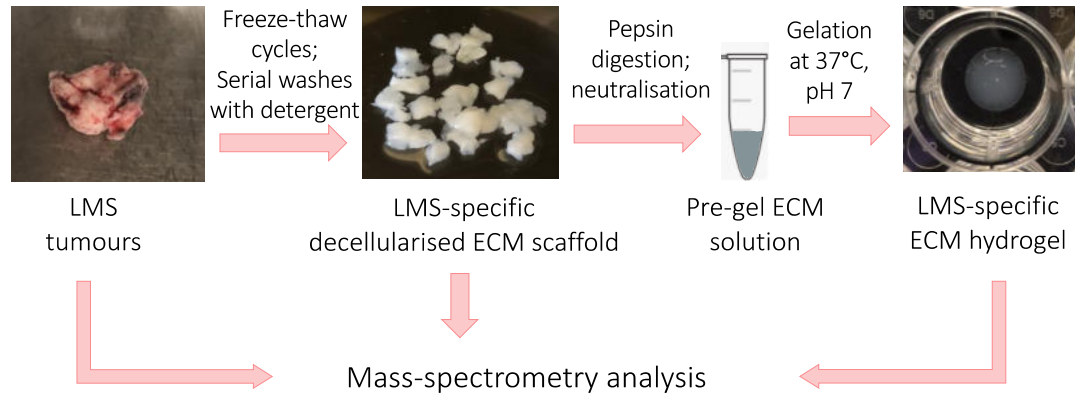 Freeze-thaw
cycles;
Serial washes
with detergent
Pepsin
digestion;
neutralisation
Gelation
at 37°C,
pH 7
LMS
tumours
LMS-specific
decellularised ECM scaffold
Pre-gel ECM
solution
LMS-specific
ECM hydrogel
Mass-spectrometry analysis